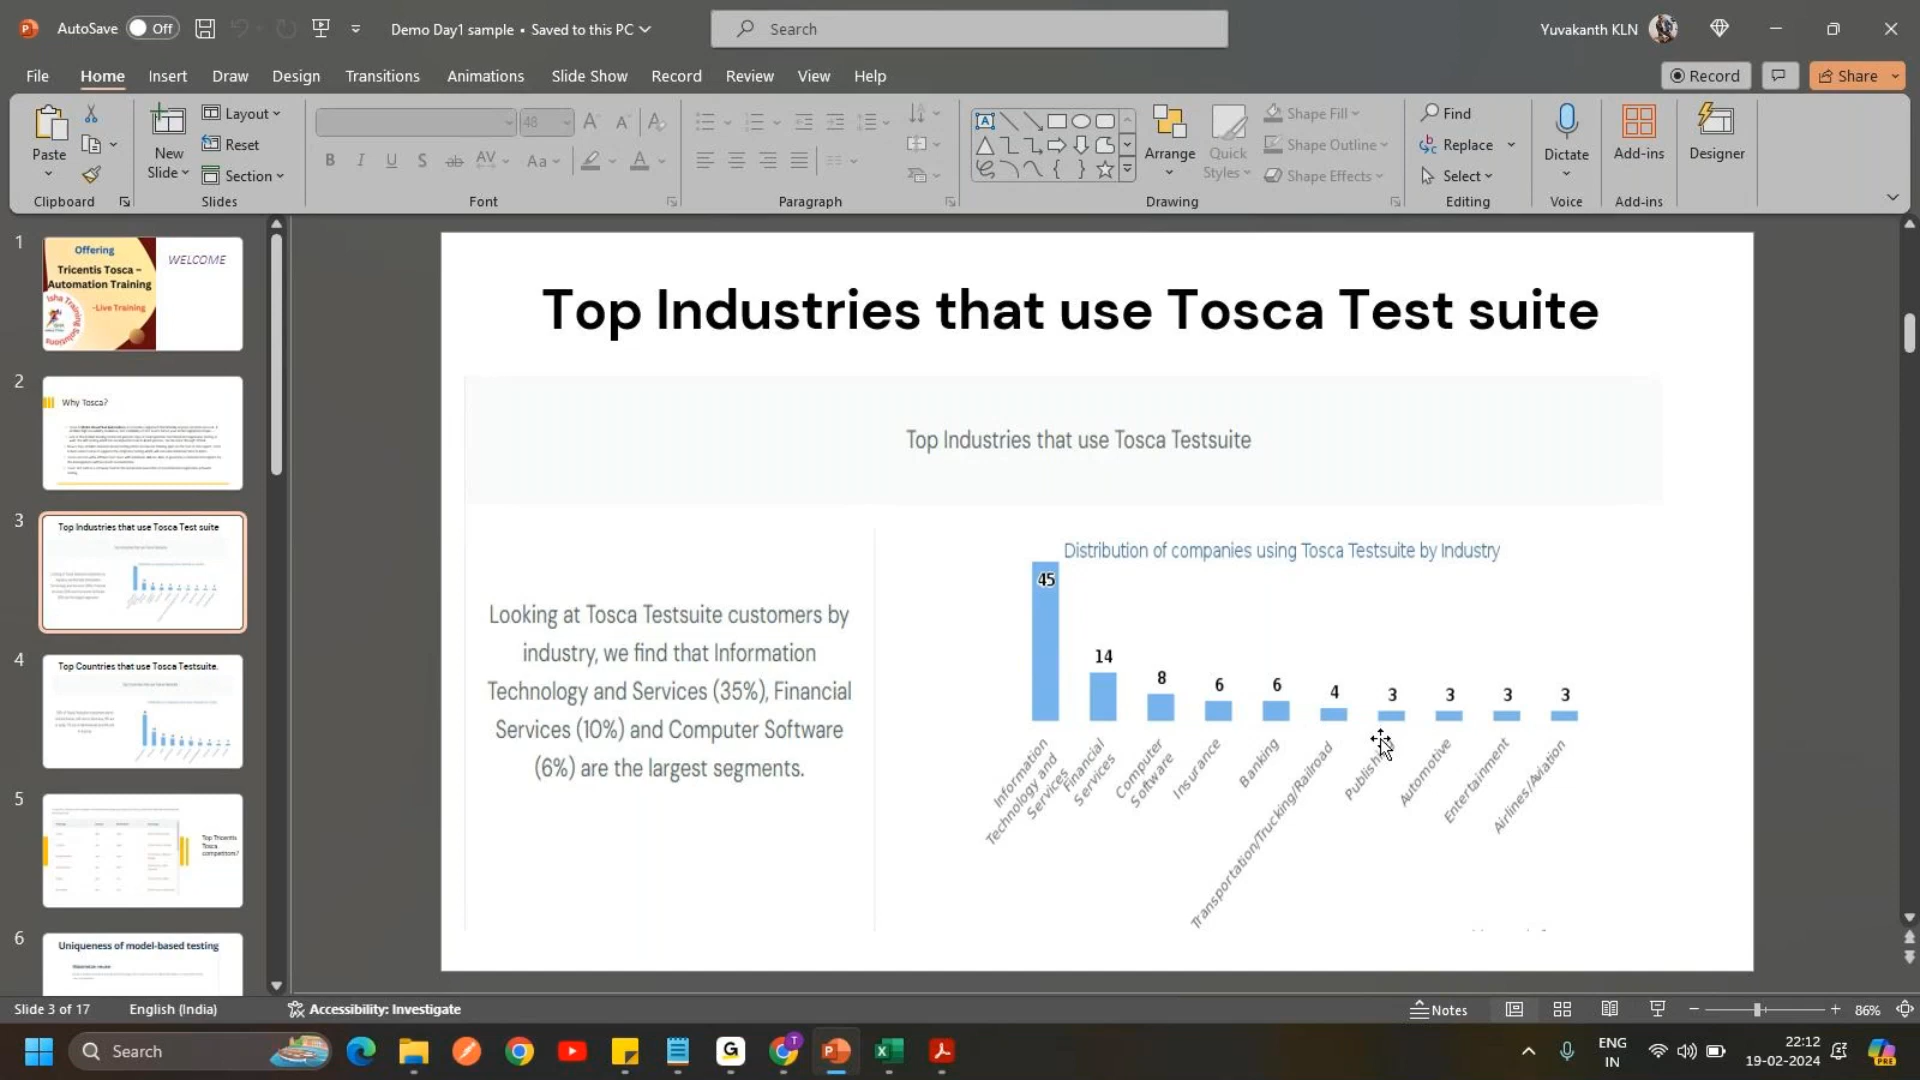 AutoSave Off
Demo Day1 sample • Saved to this PC
Search
Yuvakanth KLN
File Home Insert Draw Design Transitions Animations Slide Show Record Review View Help
Record
Share
Paste
New
Slide
Layout
Reset
Section
48
Shape Fill
Shape Outline
Shape Effects
Arrange
Quick
Styles
Find
Replace
Select
Dictate
Add-ins
Designer
Clipboard
Slides
Font
Paragraph
Drawing
Editing
Voice
Add-ins
1
Offering
Tricentis Tosca –
Automation Training
-Live Training
Isha Training Solutions
WELCOME
2
Why Tosca?
3
Top Industries that use Tosca Test suite
4
Top Countries that use Tosca Testsuite.
5
Top Tricentis
Tosca
competitors?
6
Uniqueness of model-based testing
Top Industries that use Tosca Test suite
Top Industries that use Tosca Testsuite
Looking at Tosca Testsuite customers by
industry, we find that Information
Technology and Services (35%), Financial
Services (10%) and Computer Software
(6%) are the largest segments.
Distribution of companies using Tosca Testsuite by Industry
45
14
8
6
6
4
3
3
3
3
Information
Technology and
Services
Financial
Services
Computer
Software
Insurance
Banking
Transportation/Trucking/Railroad
Automotive
Entertainment
Airlines/Aviation
Slide 3 of 17
English (India)
Accessibility: Investigate
Notes
86%
Search
ENG
IN
22:12
19-02-2024